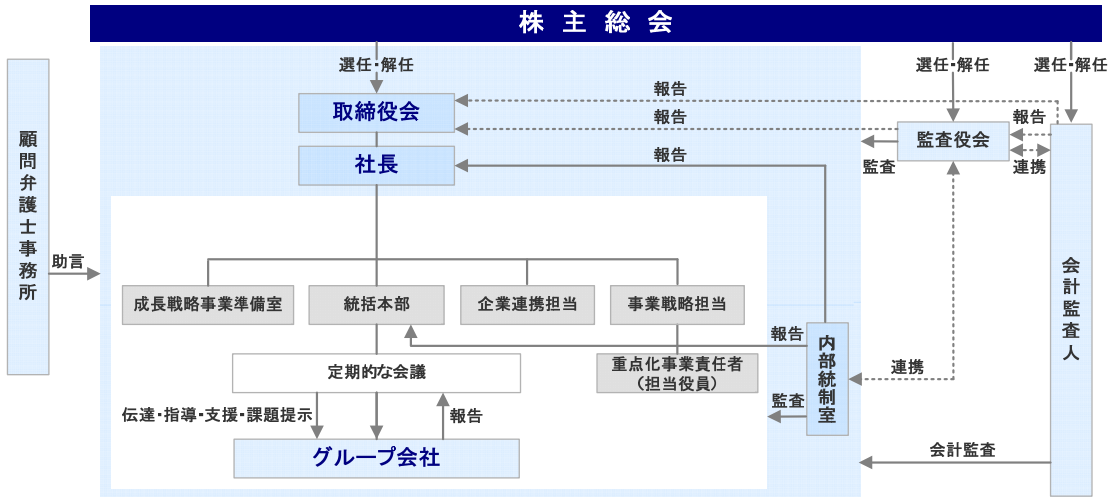 株主総会
選任・解任
選任・解任
選任・解任
顧問弁護士事務所
取締役会
報告
報告
報告
監査役会
社長
報告
監査
連携
助言
会計監査人
成長戦略事業準備室
統括本部
企業連携担当
事業戦略担当
報告
内部統制室
定期的な会議
重点化事業責任者
（担当役員）
連携
伝達・指導・支援・課題提示
報告
監査
グループ会社
会計監査